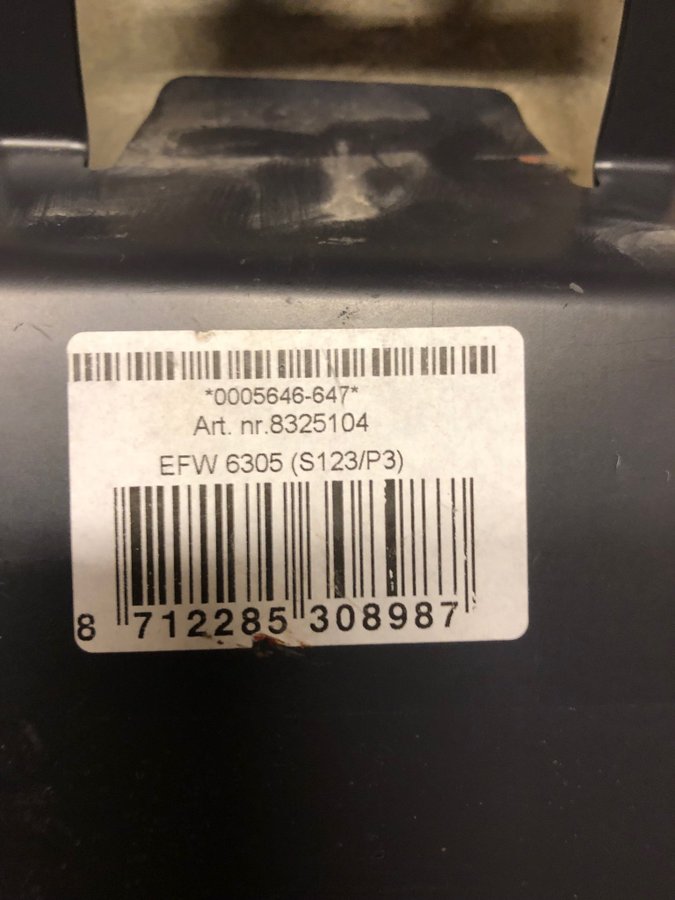 *0005646-647*
Art. nr.8325104
EFW 6305 (S123/P3)
8 712285 308987